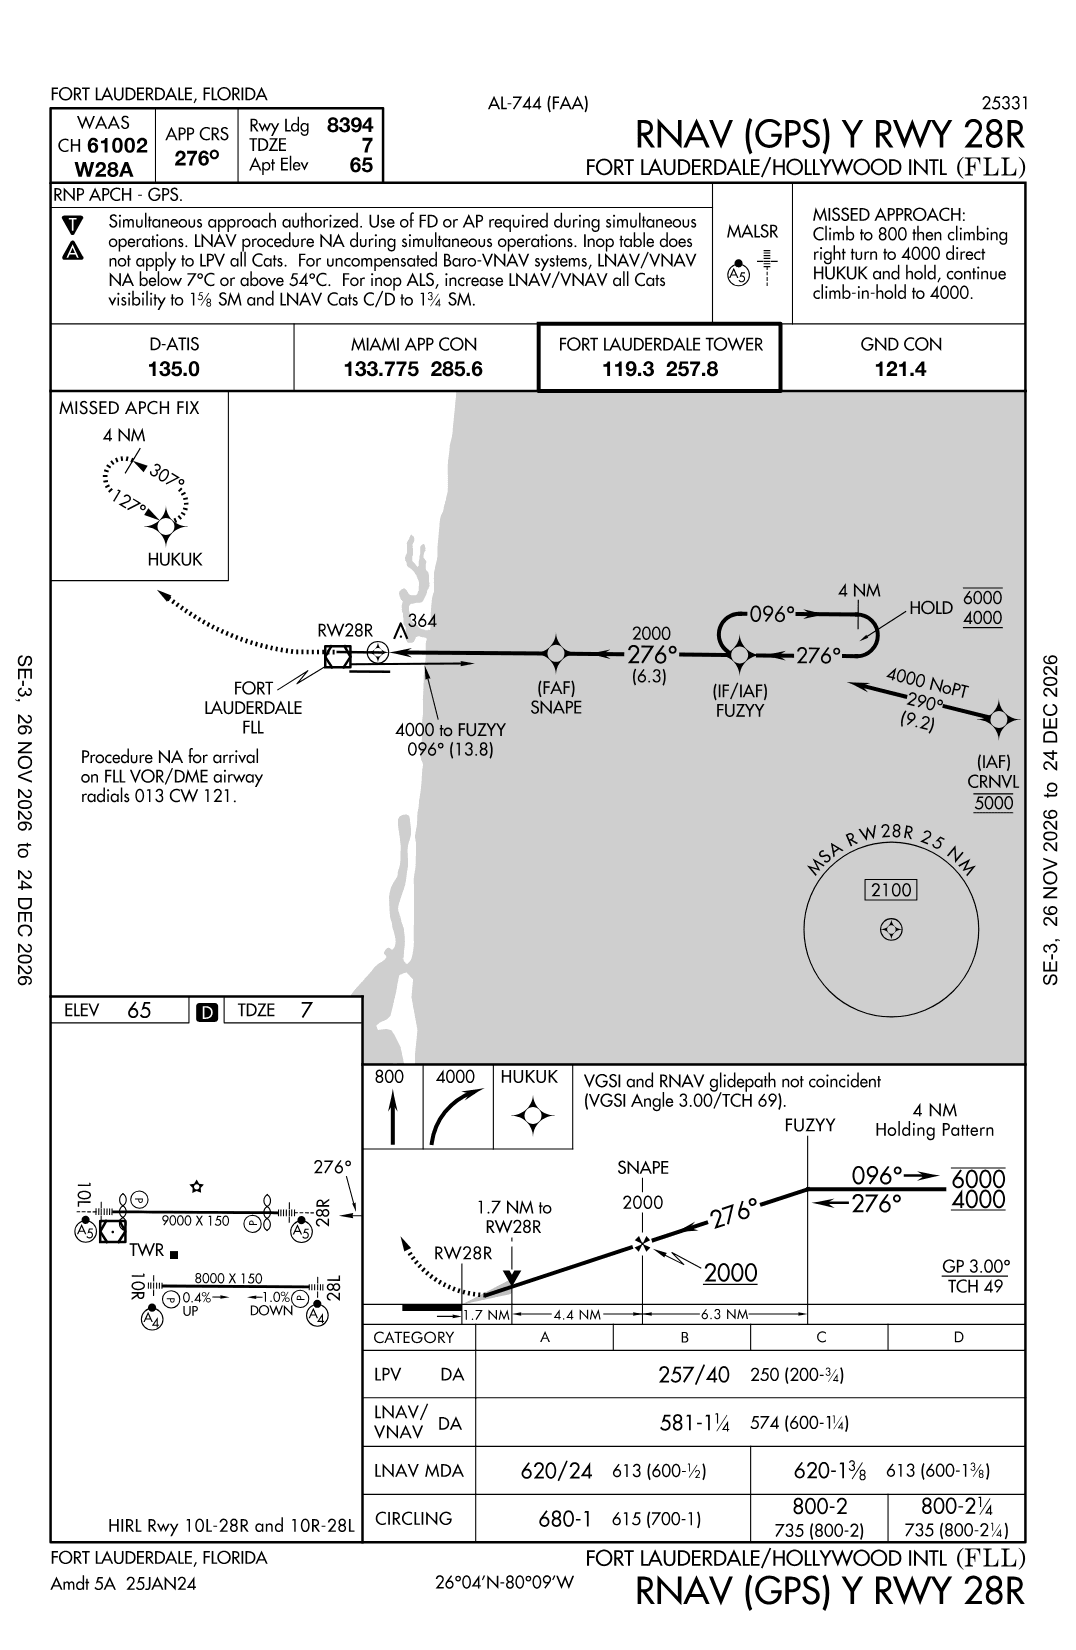 FORT LAUDERDALE, FLORIDA
AL-744 (FAA)
25331
WAAS
CH 61002
W28A
APP CRS
276°
Rwy Ldg 8394
TDZE 7
Apt Elev 65
RNAV (GPS) Y RWY 28R
FORT LAUDERDALE/HOLLYWOOD INTL (FLL)
RNP APCH - GPS.
T
A
Simultaneous approach authorized. Use of FD or AP required during simultaneous
operations. LNAV procedure NA during simultaneous operations. Inop table does
not apply to LPV all Cats. For uncompensated Baro-VNAV systems, LNAV/VNAV
NA below 7°C or above 54°C. For inop ALS, increase LNAV/VNAV all Cats
visibility to 1⅝ SM and LNAV Cats C/D to 1¾ SM.
MALSR
A5
MISSED APPROACH:
Climb to 800 then climbing
right turn to 4000 direct
HUKUK and hold, continue
climb-in-hold to 4000.
D-ATIS
135.0
MIAMI APP CON
133.775 285.6
FORT LAUDERDALE TOWER
119.3 257.8
GND CON
121.4
MISSED APCH FIX
4 NM
307°
127°
HUKUK
364
RW28R
FORT
LAUDERDALE
FLL
4000 to FUZYY
096° (13.8)
(FAF)
SNAPE
2000
276°
(6.3)
(IF/IAF)
FUZYY
096°
276°
4 NM
HOLD
6000
4000
4000 NoPT
290°
(9.2)
(IAF)
CRNVL
5000
Procedure NA for arrival
on FLL VOR/DME airway
radials 013 CW 121.
MSA RW28R 25 NM
2100
SE-3, 26 NOV 2026 to 24 DEC 2026
SE-3, 26 NOV 2026 to 24 DEC 2026
ELEV 65
D
TDZE 7
276°
10L
P
9000 X 150
P
28R
A5
A5
TWR
10R
8000 X 150
28L
P
0.4%
UP
1.0%
DOWN
P
A4
A4
HIRL Rwy 10L-28R and 10R-28L
800
4000
HUKUK
VGSI and RNAV glidepath not coincident
(VGSI Angle 3.00/TCH 69).
FUZYY
4 NM
Holding Pattern
096°
276°
6000
4000
SNAPE
2000
276°
1.7 NM to
RW28R
RW28R
2000
GP 3.00°
TCH 49
1.7 NM
4.4 NM
6.3 NM
CATEGORY A B C D
LPV DA 257/40 250 (200-¾)
LNAV/
VNAV DA 581-1¼ 574 (600-1¼)
LNAV MDA 620/24 613 (600-½) 620-1⅜ 613 (600-1⅜)
CIRCLING 680-1 615 (700-1)
800-2
735 (800-2)
800-2¼
735 (800-2¼)
FORT LAUDERDALE, FLORIDA
Amdt 5A 25JAN24
26°04'N-80°09'W
FORT LAUDERDALE/HOLLYWOOD INTL (FLL)
RNAV (GPS) Y RWY 28R